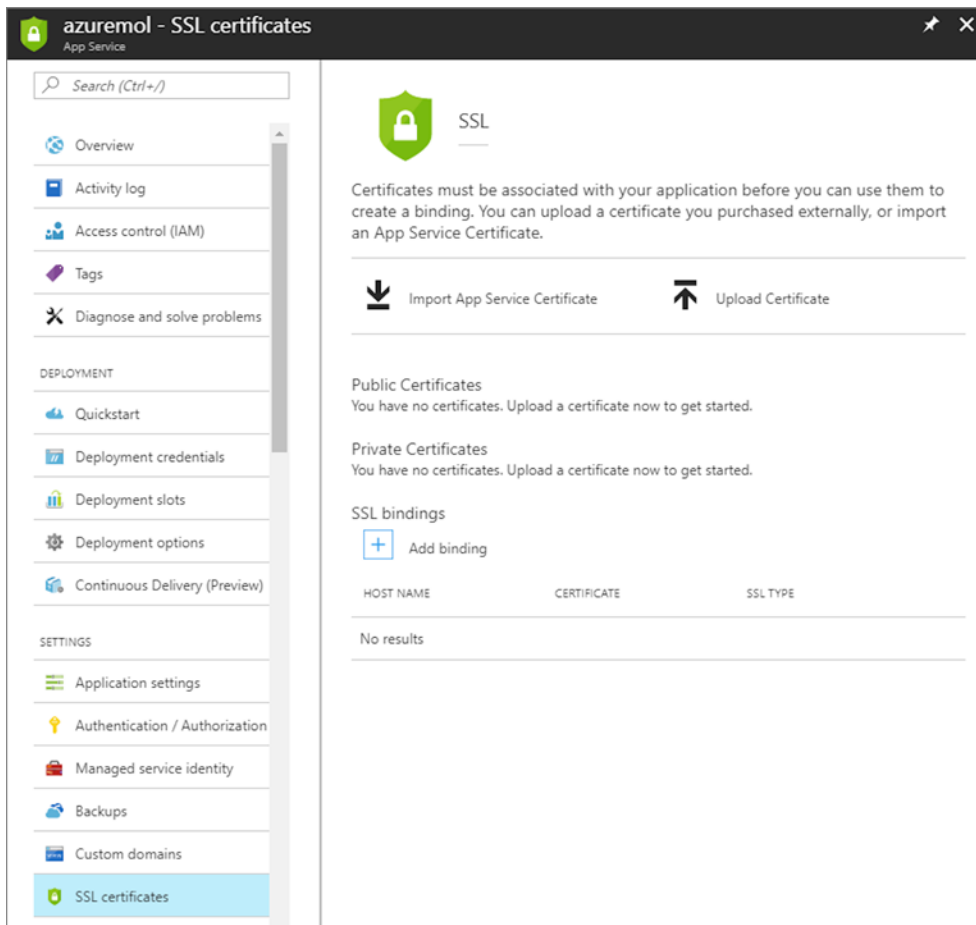 azuremol - SSL certificates
App Service
Search (Ctrl+/)
Overview
Activity log
Access control (IAM)
Tags
Diagnose and solve problems
DEPLOYMENT
Quickstart
Deployment credentials
Deployment slots
Deployment options
Continuous Delivery (Preview)
SETTINGS
Application settings
Authentication / Authorization
Managed service identity
Backups
Custom domains
SSL certificates
SSL
Certificates must be associated with your application before you can use them to
create a binding. You can upload a certificate you purchased externally, or import
an App Service Certificate.
Import App Service Certificate
Upload Certificate
Public Certificates
You have no certificates. Upload a certificate now to get started.
Private Certificates
You have no certificates. Upload a certificate now to get started.
SSL bindings
Add binding
HOST NAME CERTIFICATE SSL TYPE
No results